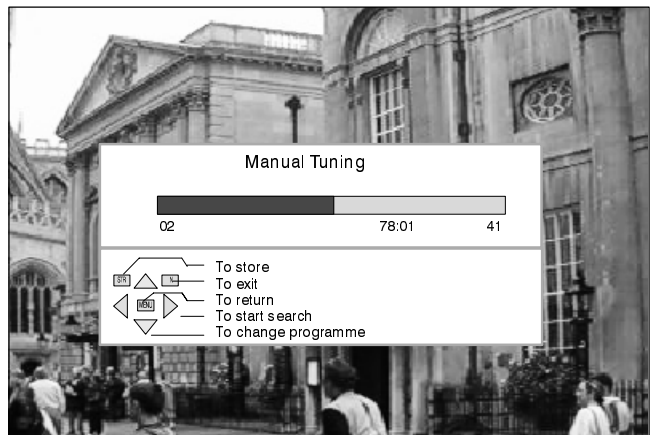 Manual Tuning
02 78:01 41
STR N To store
To exit
MENU To return
To start search
To change programme